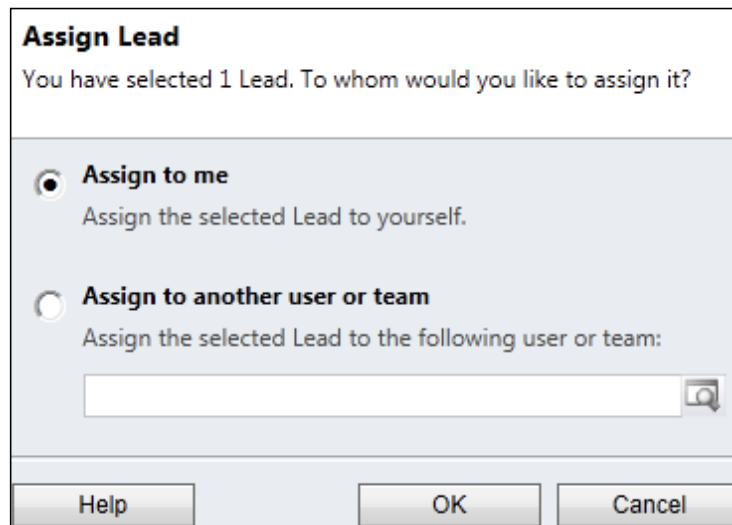 Assign Lead
You have selected 1 Lead. To whom would you like to assign it?
Assign to me
Assign the selected Lead to yourself.
Assign to another user or team
Assign the selected Lead to the following user or team:
Help OK Cancel